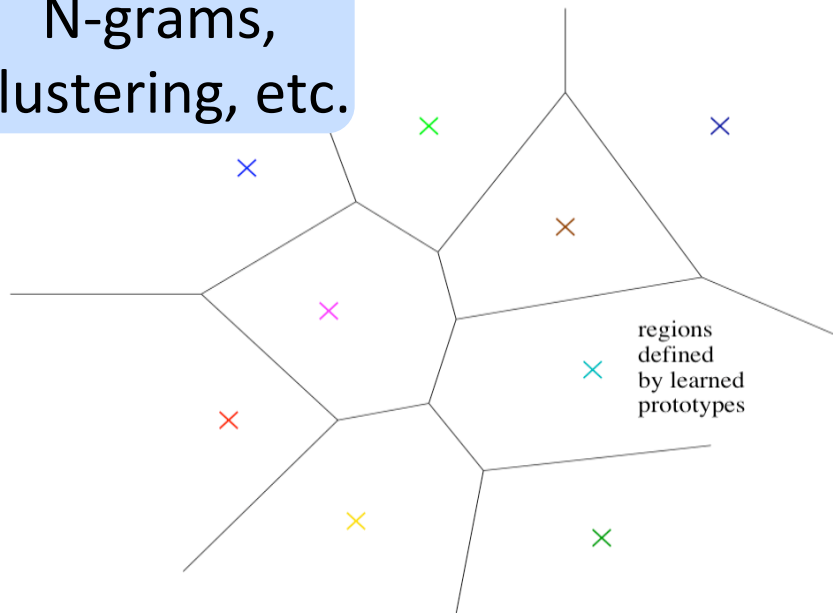 N-grams,
lustering, etc.
regions
defined
by learned
prototypes